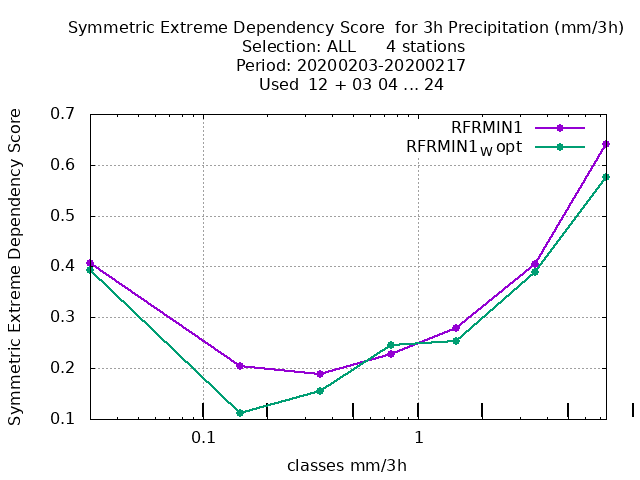 Symmetric Extreme Dependency Score  for 3h Precipitation (mm/3h)
Selection: ALL      4 stations
Period: 20200203-20200217
Used  12 + 03 04 ... 24
Symmetric Extreme Dependency Score
0.7
0.6
0.5
0.4
0.3
0.2
0.1
RFRMIN1
RFRMIN1W opt
0.1
1
classes mm/3h